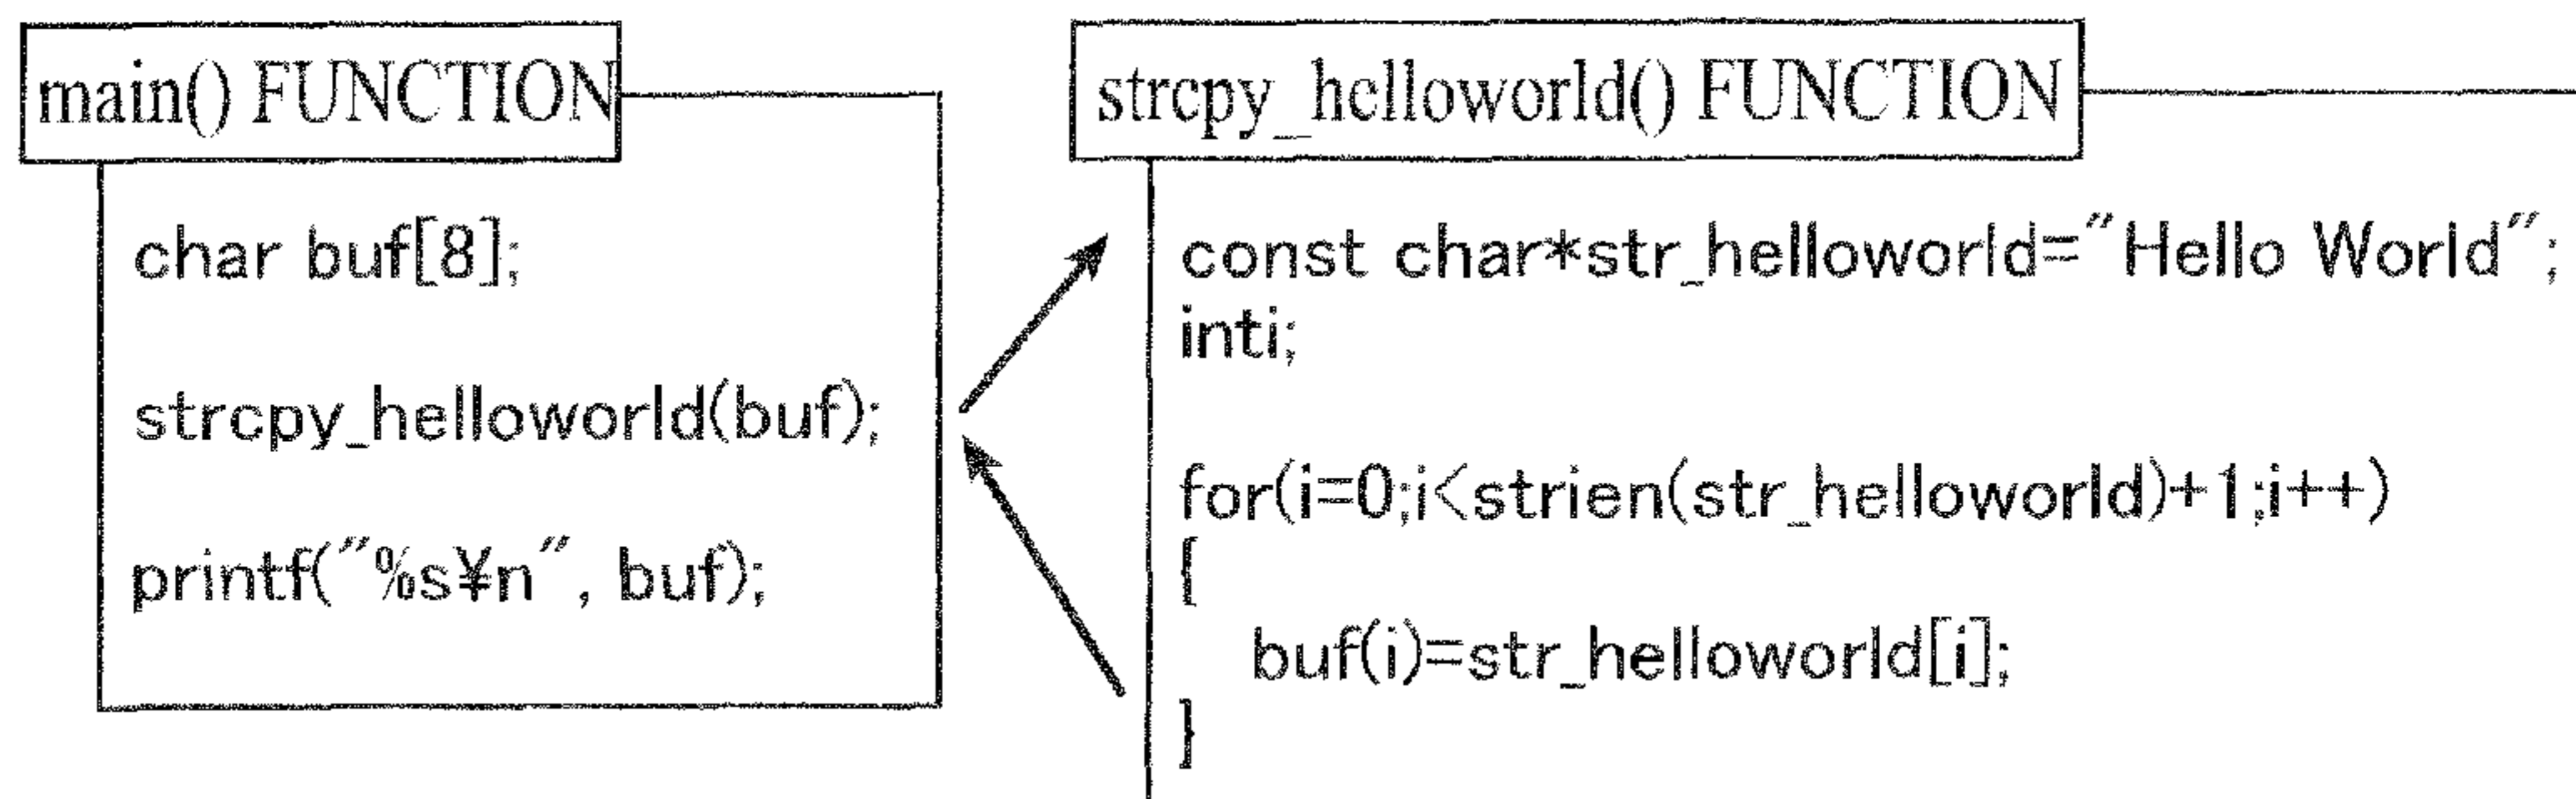 main() FUNCTION
char buf[8];
strcpy_helloworld(buf);
printf("%s¥n", buf);
strcpy_helloworld() FUNCTION
const char*str_helloworld="Hello World";
inti;
for(i=0;i<strien(str_helloworld)+1;i++)
{
buf(i)=str_helloworld[i];
}